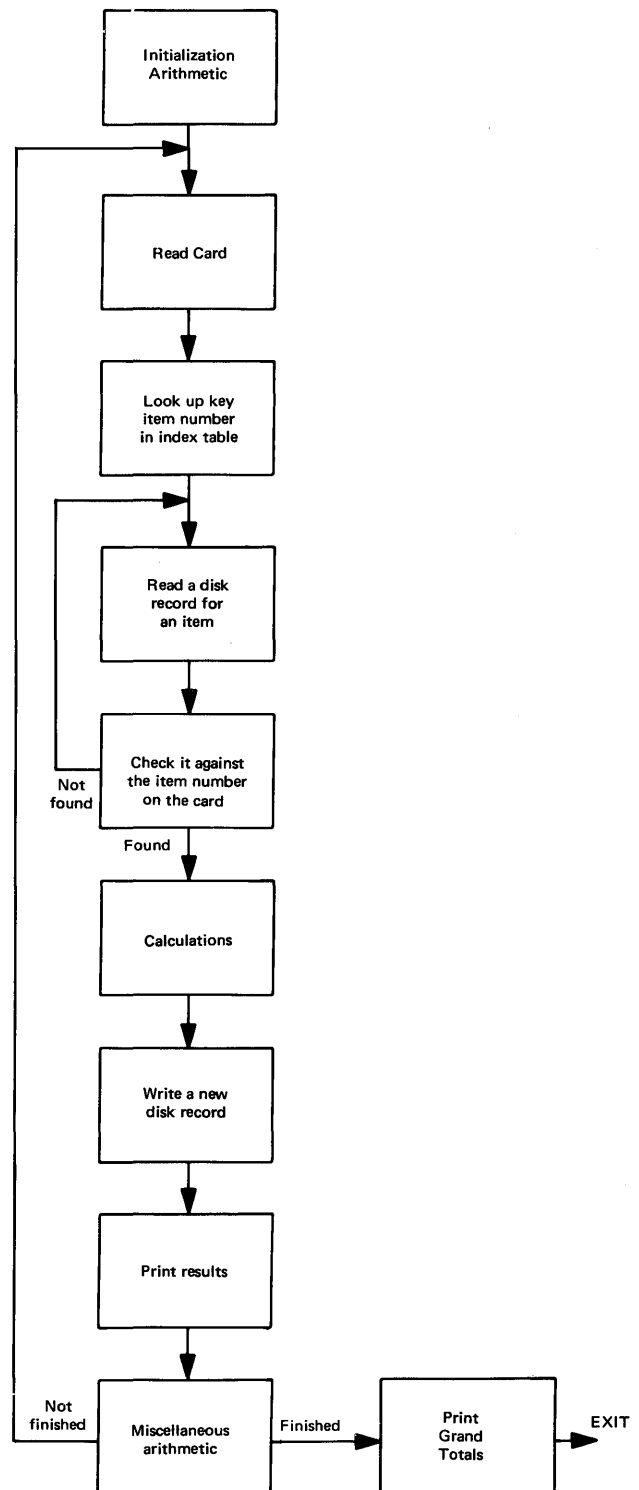 Initialization
Arithmetic
Read Card
Look up key
item number
in index table
Read a disk
record for
an item
Check it against
the item number
on the card
Not
found
Found
Calculations
Write a new
disk record
Print results
Not
finished
Miscellaneous
arithmetic
Finished
Print
Grand
Totals
EXIT